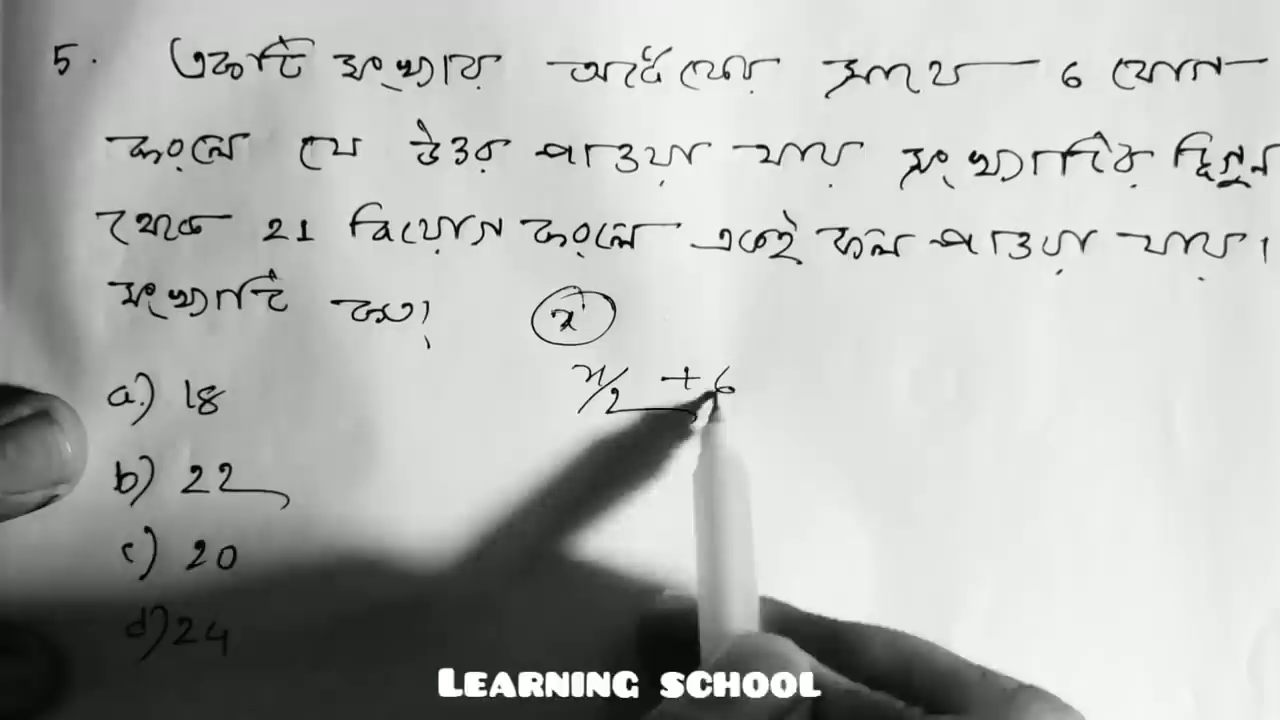 5. একটি সংখ্যার অর্ধেকের সাথে 6 যোগ
করলে যে উত্তর পাওয়া যায় সংখ্যাটির দ্বিগুন
থেকে 21 বিয়োগ করলে একই ফল পাওয়া যায়।
সংখ্যাটি কত?
x
x/2 + 6
a) 18
b) 22
c) 20
d) 24
LEARNING SCHOOL